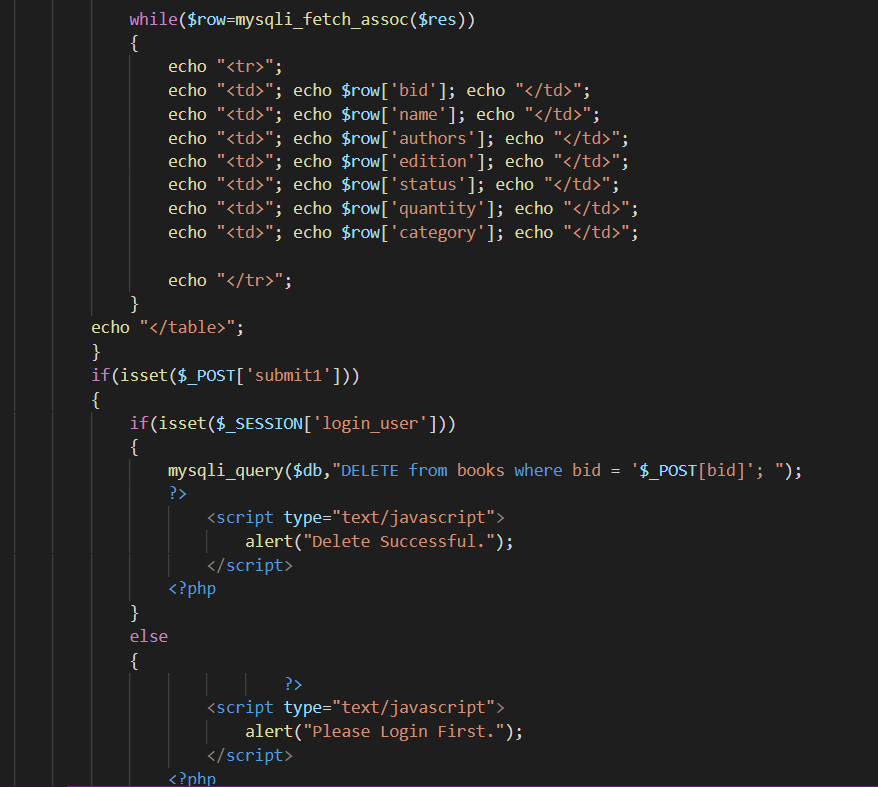 while($row=mysqli_fetch_assoc($res))
{
echo "<tr>";
echo "<td>"; echo $row['bid']; echo "</td>";
echo "<td>"; echo $row['name']; echo "</td>";
echo "<td>"; echo $row['authors']; echo "</td>";
echo "<td>"; echo $row['edition']; echo "</td>";
echo "<td>"; echo $row['status']; echo "</td>";
echo "<td>"; echo $row['quantity']; echo "</td>";
echo "<td>"; echo $row['category']; echo "</td>";
echo "</tr>";
}
echo "</table>";
}
if(isset($_POST['submit1']))
{
if(isset($_SESSION['login_user']))
{
mysqli_query($db,"DELETE from books where bid = '$_POST[bid]'; ");
?>
<script type="text/javascript">
alert("Delete Successful.");
</script>
<?php
}
else
{
?>
<script type="text/javascript">
alert("Please Login First.");
</script>
<?php